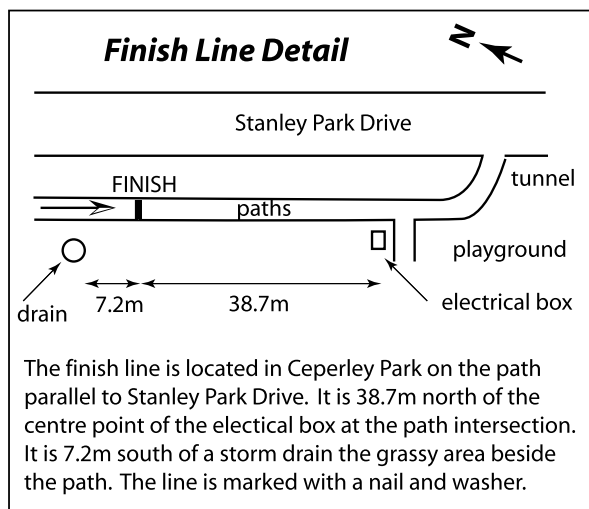 Finish Line Detail
N
Stanley Park Drive
FINISH
tunnel
paths
playground
drain
7.2m
38.7m
electrical box
The finish line is located in Ceperley Park on the path
parallel to Stanley Park Drive. It is 38.7m north of the
centre point of the electical box at the path intersection.
It is 7.2m south of a storm drain the grassy area beside
the path. The line is marked with a nail and washer.